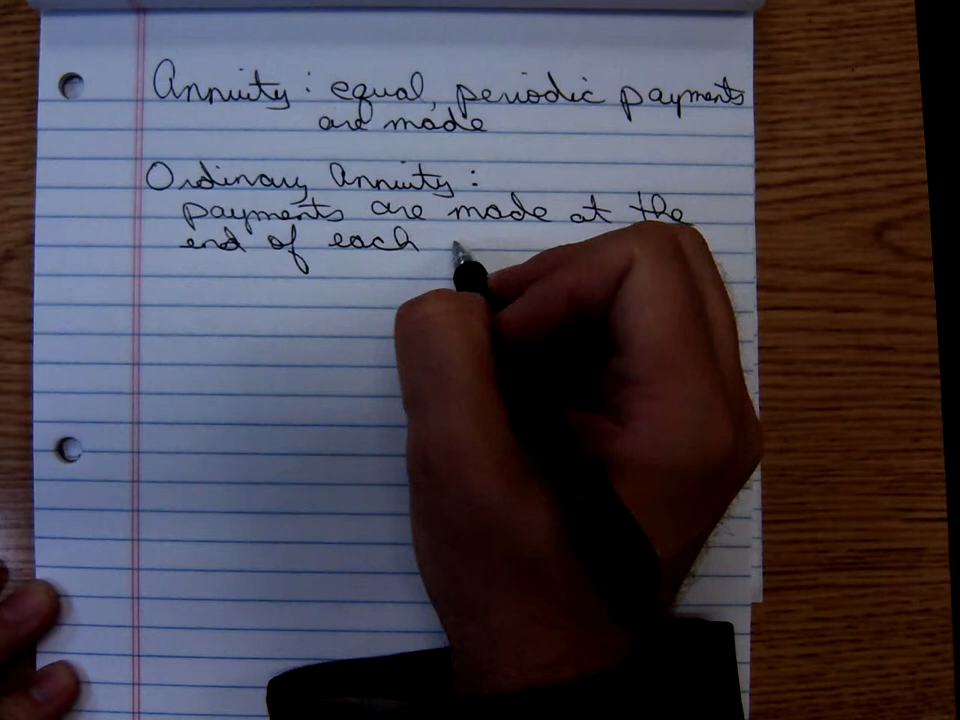 Annuity : equal, periodic payments
are made
Ordinary Annuity :
payments are made at the
end of each